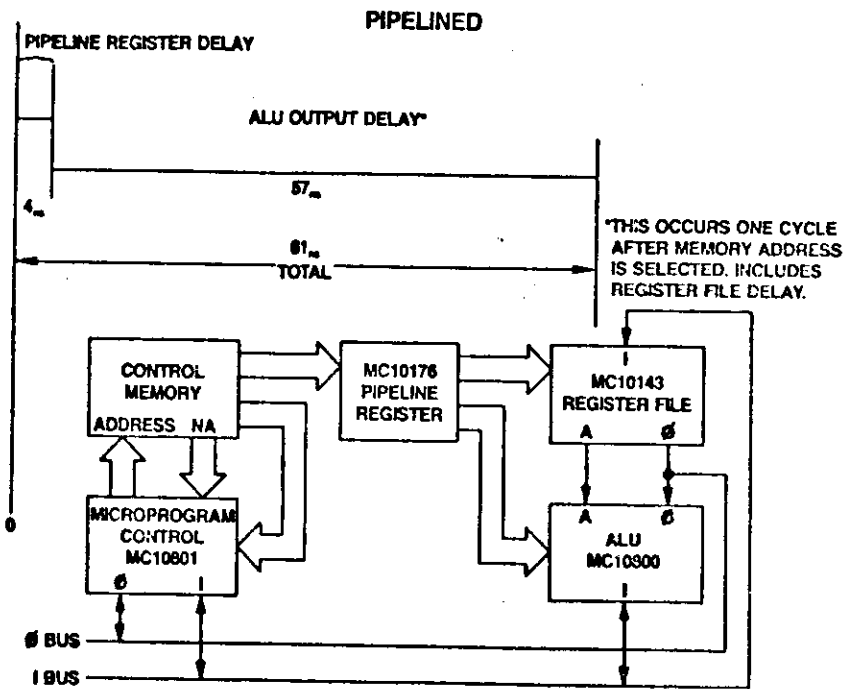 PIPELINED
PIPELINE REGISTER DELAY
ALU OUTPUT DELAY*
57ns
4ns
61ns
TOTAL
*THIS OCCURS ONE CYCLE
AFTER MEMORY ADDRESS
IS SELECTED. INCLUDES
REGISTER FILE DELAY.
CONTROL
MEMORY
ADDRESS NA
MC10176
PIPELINE
REGISTER
I
MC10143
REGISTER FILE
A Ø
0
MICROPROGRAM
CONTROL
MC10801
Ø I
A Ø
ALU
MC10800
I
Ø BUS
I BUS